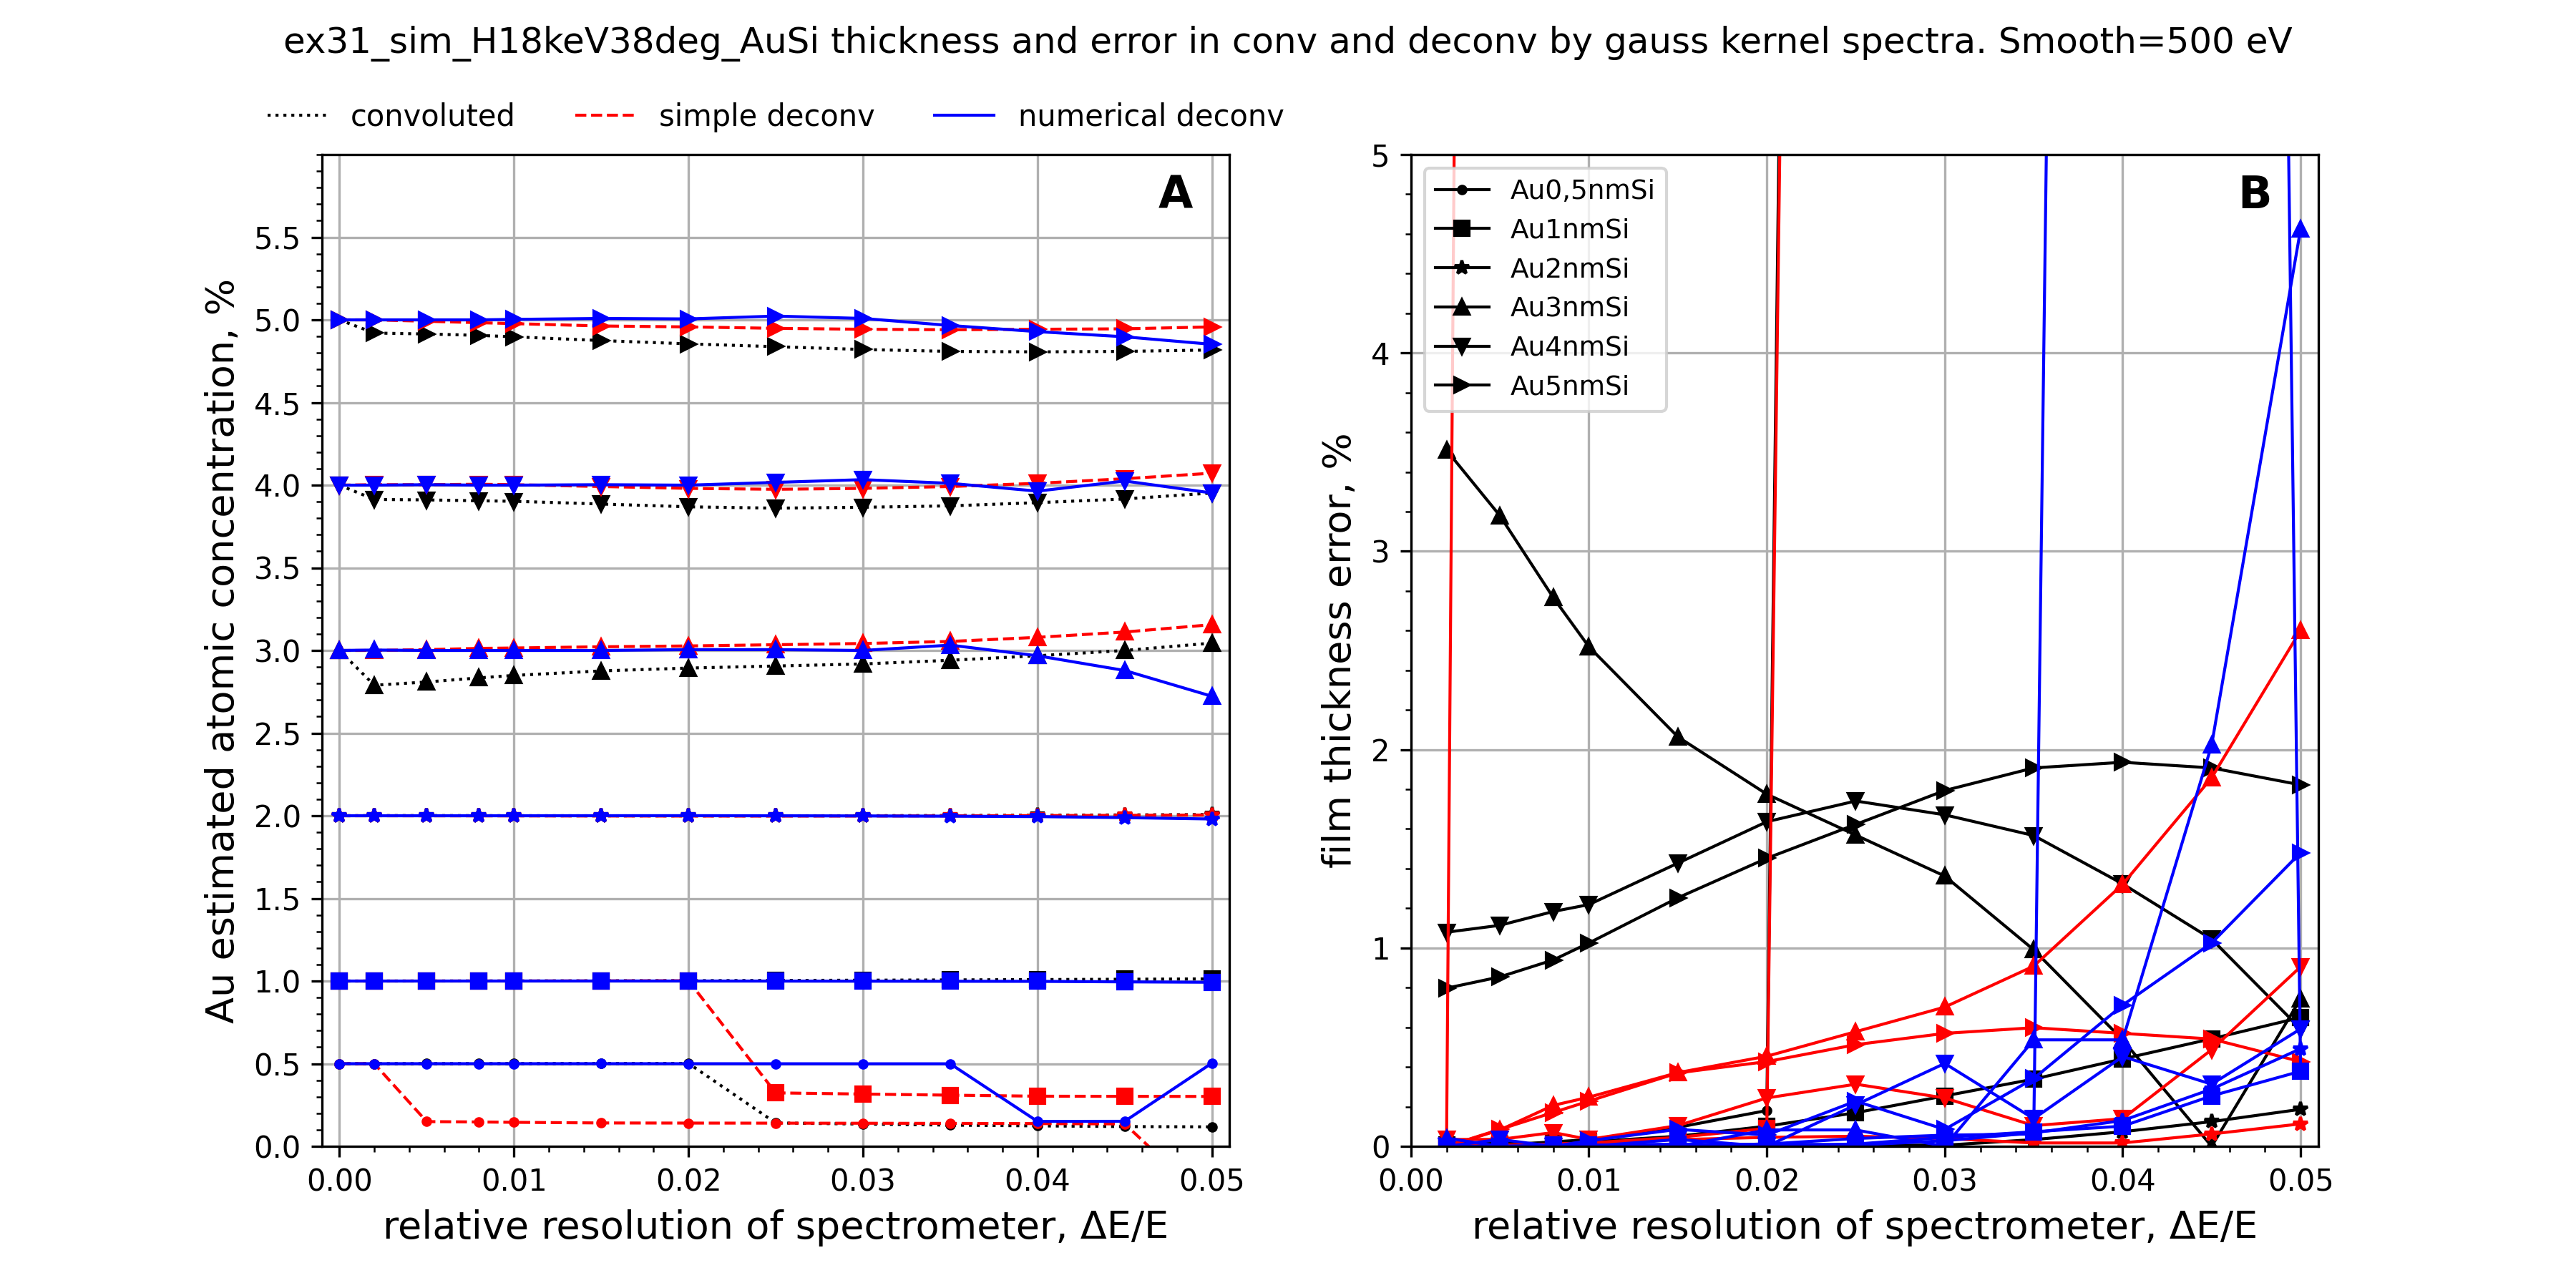 ex31_sim_H18keV38deg_AuSi thickness and error in conv and deconv by gauss kernel spectra. Smooth=500 eV
convoluted simple deconv numerical deconv
A
5.5
5.0
4.5
4.0
3.5
3.0
2.5
2.0
1.5
1.0
0.5
0.0
0.00 0.01 0.02 0.03 0.04 0.05
Au estimated atomic concentration, %
relative resolution of spectrometer, ΔE/E
B
Au0,5nmSi
Au1nmSi
Au2nmSi
Au3nmSi
Au4nmSi
Au5nmSi
5
4
3
2
1
0
0.00 0.01 0.02 0.03 0.04 0.05
film thickness error, %
relative resolution of spectrometer, ΔE/E